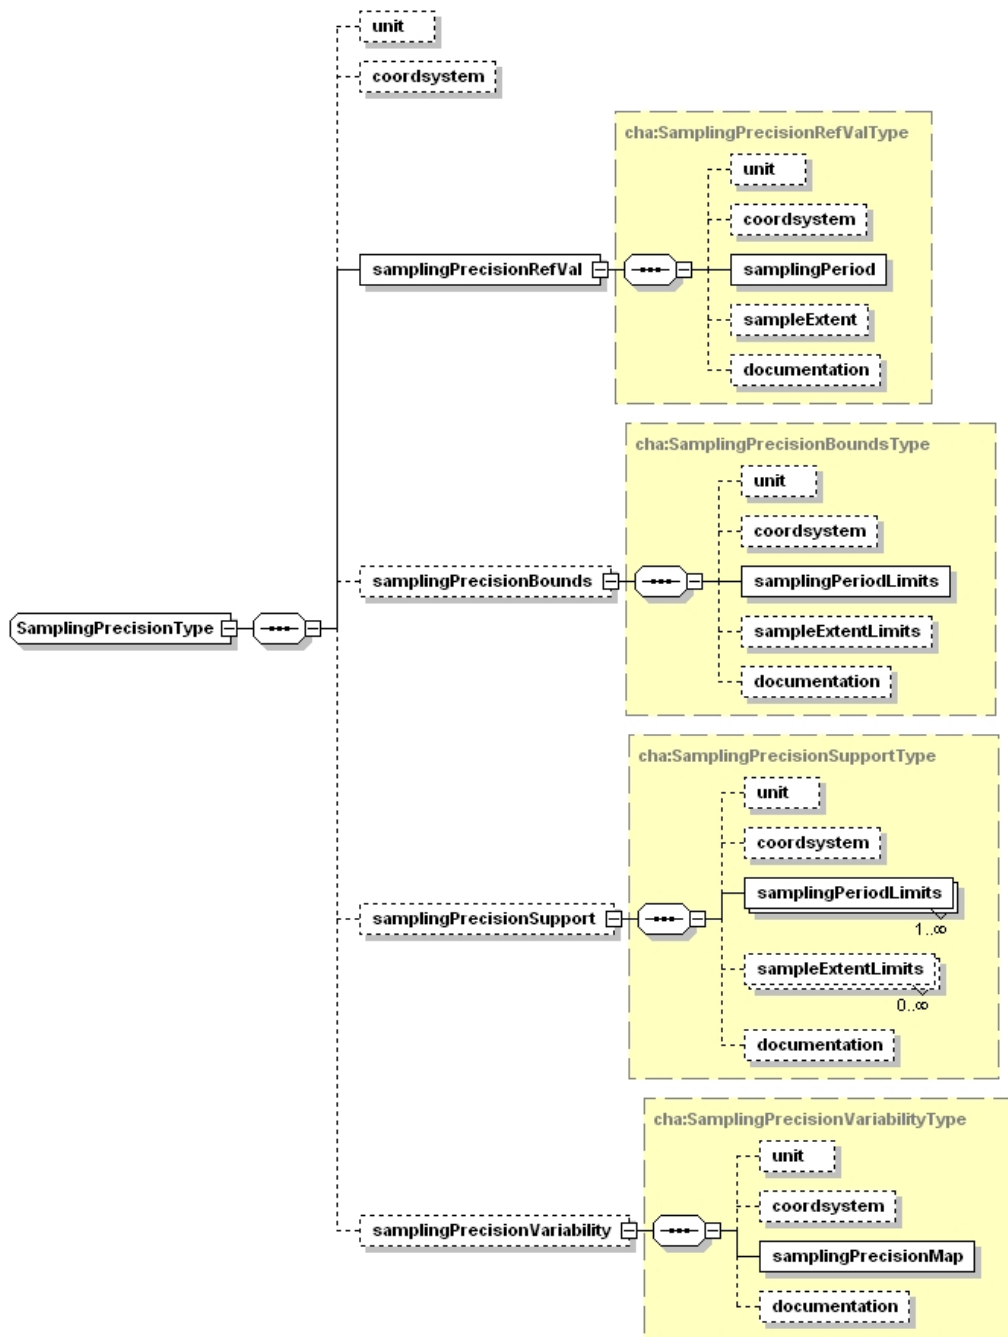 unit
coordsystem
cha:SamplingPrecisionRefValType
unit
coordsystem
samplingPrecisionRefVal
samplingPeriod
sampleExtent
documentation
cha:SamplingPrecisionBoundsType
unit
coordsystem
samplingPrecisionBounds
samplingPeriodLimits
SamplingPrecisionType
sampleExtentLimits
documentation
cha:SamplingPrecisionSupportType
unit
coordsystem
samplingPeriodLimits
samplingPrecisionSupport
1..∞
sampleExtentLimits
0..∞
documentation
cha:SamplingPrecisionVariabilityType
unit
coordsystem
samplingPrecisionVariability
samplingPrecisionMap
documentation